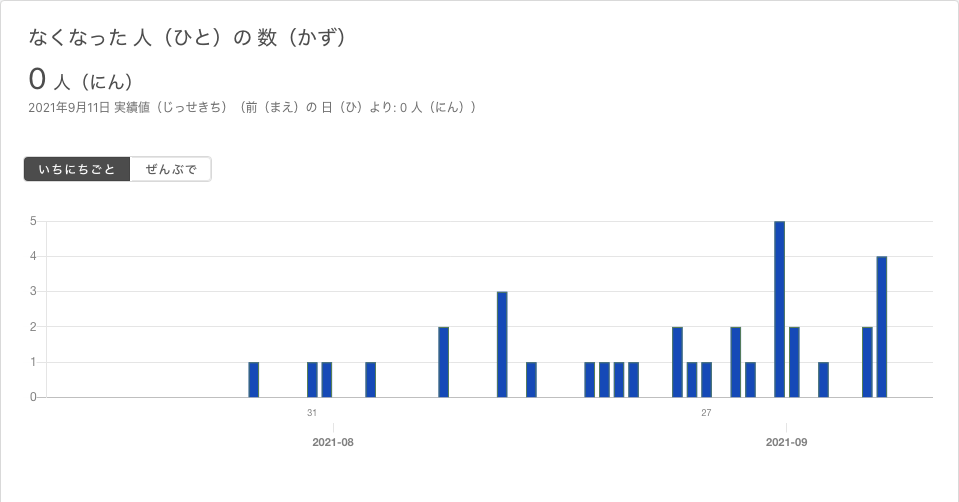 なくなった 人（ひと）の 数（かず）
0 人（にん）
2021年9月11日 実績値（じっせきち）（前（まえ）の 日（ひ）より: 0 人（にん））
いちにちごと ぜんぶで
5
4
3
2
1
0
31 27
2021-08 2021-09